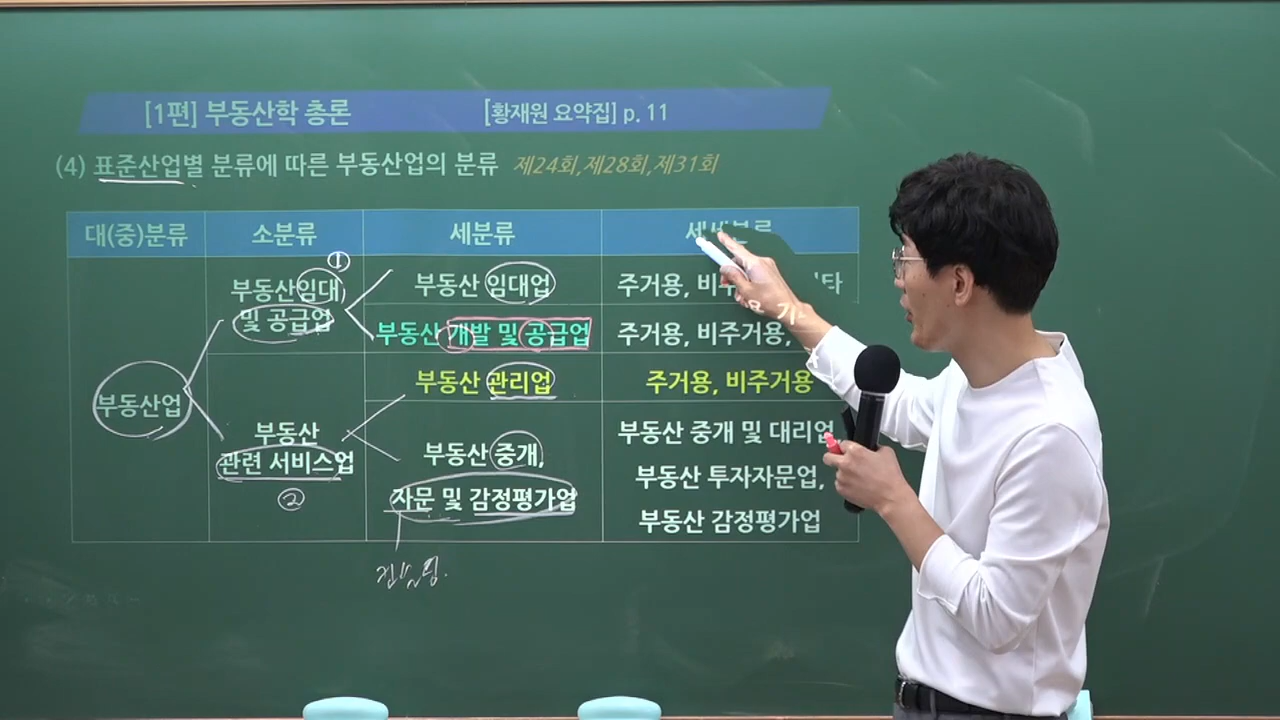 [1편] 부동산학 총론 [황재원 요약집] p. 11
(4) 표준산업별 분류에 따른 부동산업의 분류 제24회,제28회,제31회
대(중)분류 소분류 세분류
①
부동산임대 부동산 임대업 주거용,
및 공급업 부동산 개발 및 공급업 주거용, 비주거용,
부동산 관리업 주거용, 비주거용
부동산업
부동산 부동산 중개, 부동산 중개 및 대리업,
관련 서비스업 자문 및 감정평가업 부동산 투자자문업,
② 부동산 감정평가업
컨설팅.